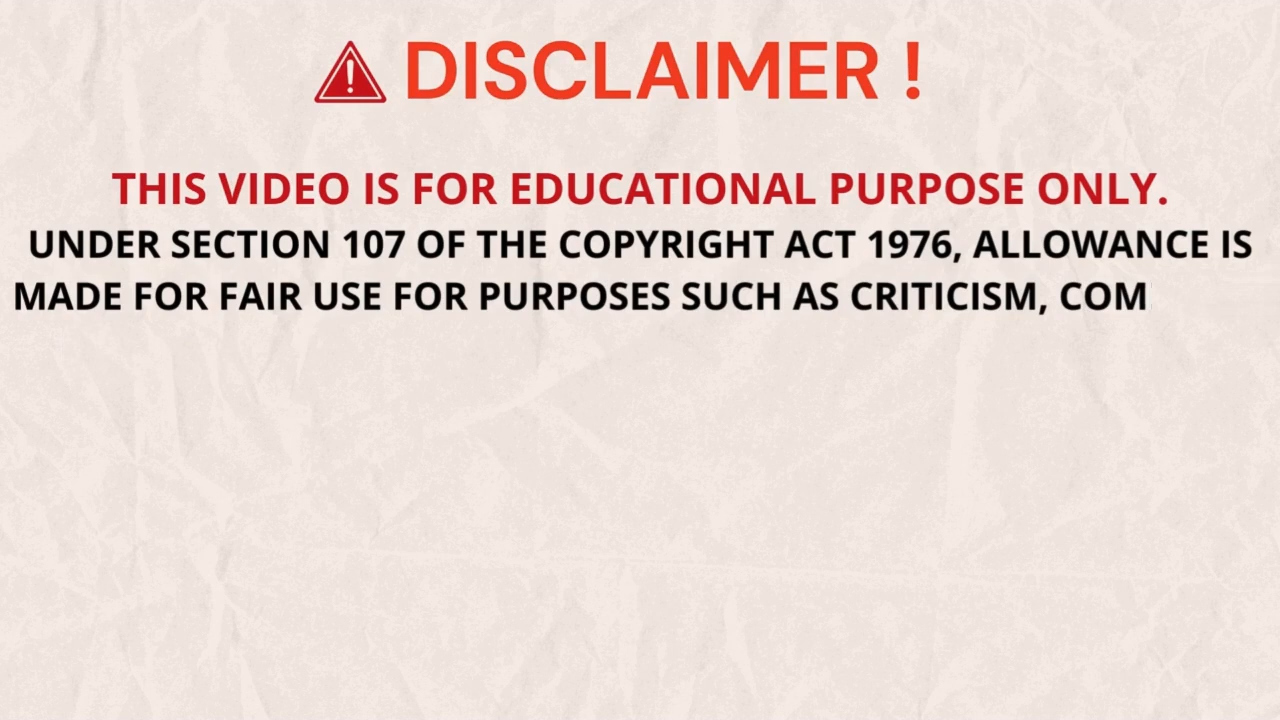 DISCLAIMER !
THIS VIDEO IS FOR EDUCATIONAL PURPOSE ONLY.
UNDER SECTION 107 OF THE COPYRIGHT ACT 1976, ALLOWANCE IS
MADE FOR FAIR USE FOR PURPOSES SUCH AS CRITICISM, COM